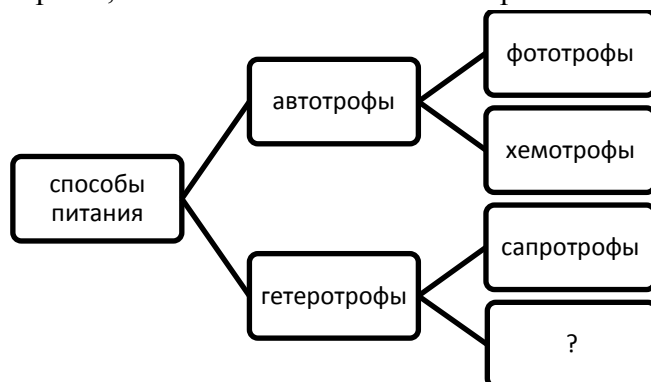 фототрофы
автотрофы
хемотрофы
способы
питания
сапротрофы
гетеротрофы
?